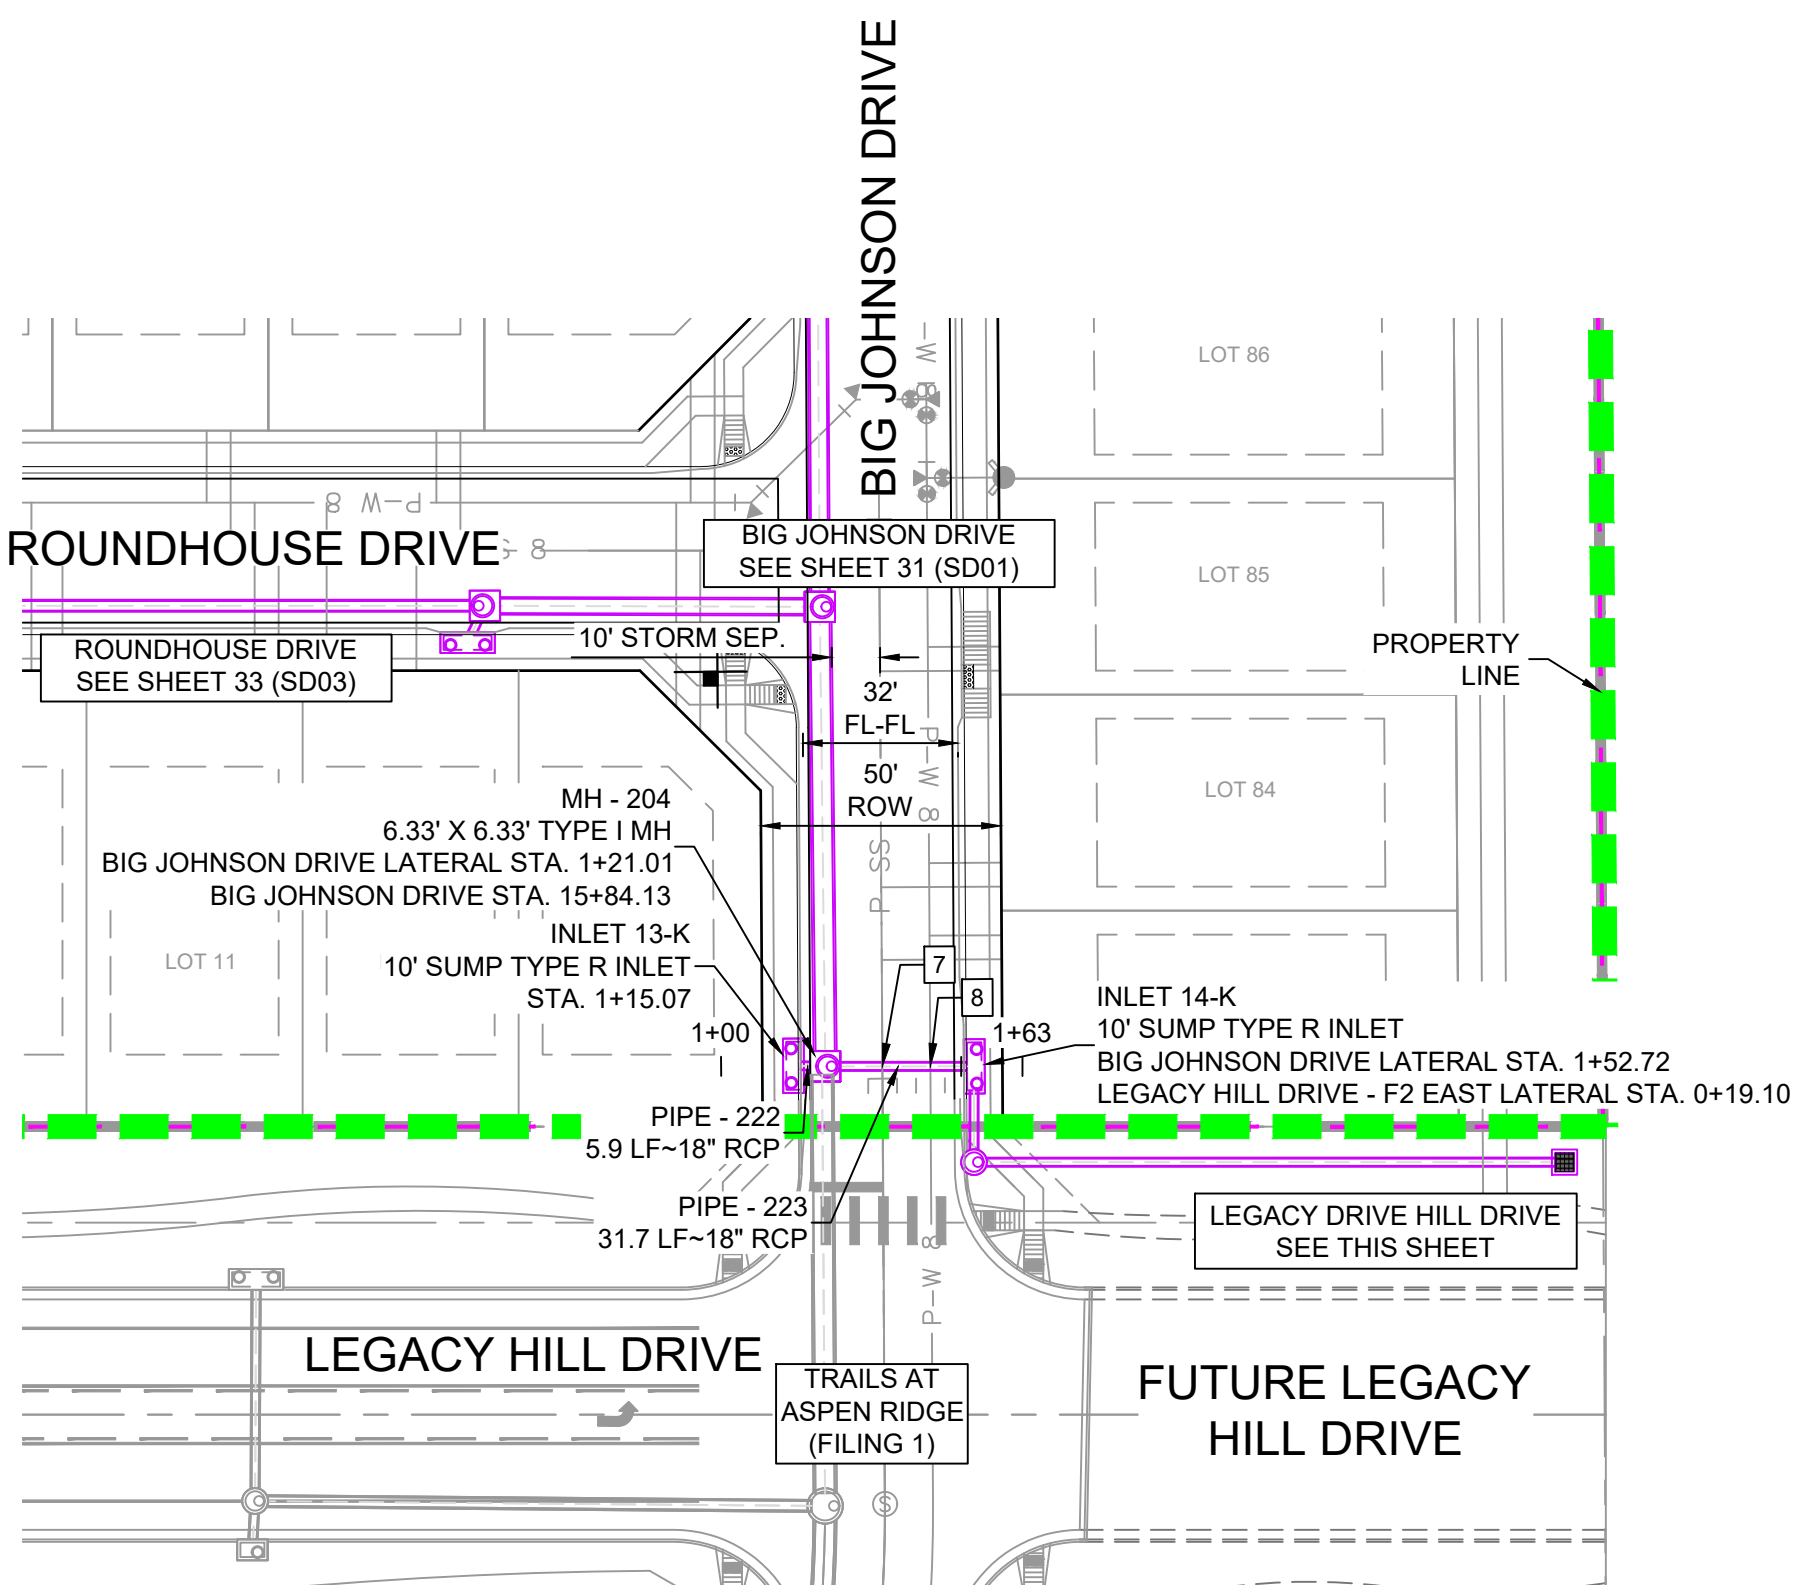 BIG JOHNSON DRIVE
LOT 86
P-W 8
ROUNDHOUSE DRIVE
BIG JOHNSON DRIVE
SEE SHEET 31 (SD01)
LOT 85
10' STORM SEP.
ROUNDHOUSE DRIVE
SEE SHEET 33 (SD03)
PROPERTY
LINE
32'
FL-FL
P-W 8
50'
ROW
LOT 84
MH - 204
6.33' X 6.33' TYPE I MH
BIG JOHNSON DRIVE LATERAL STA. 1+21.01
BIG JOHNSON DRIVE STA. 15+84.13
P SS
INLET 13-K
10' SUMP TYPE R INLET
STA. 1+15.07
LOT 11
7
8
1+00
1+63
INLET 14-K
10' SUMP TYPE R INLET
BIG JOHNSON DRIVE LATERAL STA. 1+52.72
LEGACY HILL DRIVE - F2 EAST LATERAL STA. 0+19.10
PIPE - 222
5.9 LF~18" RCP
PIPE - 223
31.7 LF~18" RCP
LEGACY DRIVE HILL DRIVE
SEE THIS SHEET
P-W 8
LEGACY HILL DRIVE
TRAILS AT
ASPEN RIDGE
(FILING 1)
FUTURE LEGACY
HILL DRIVE
S